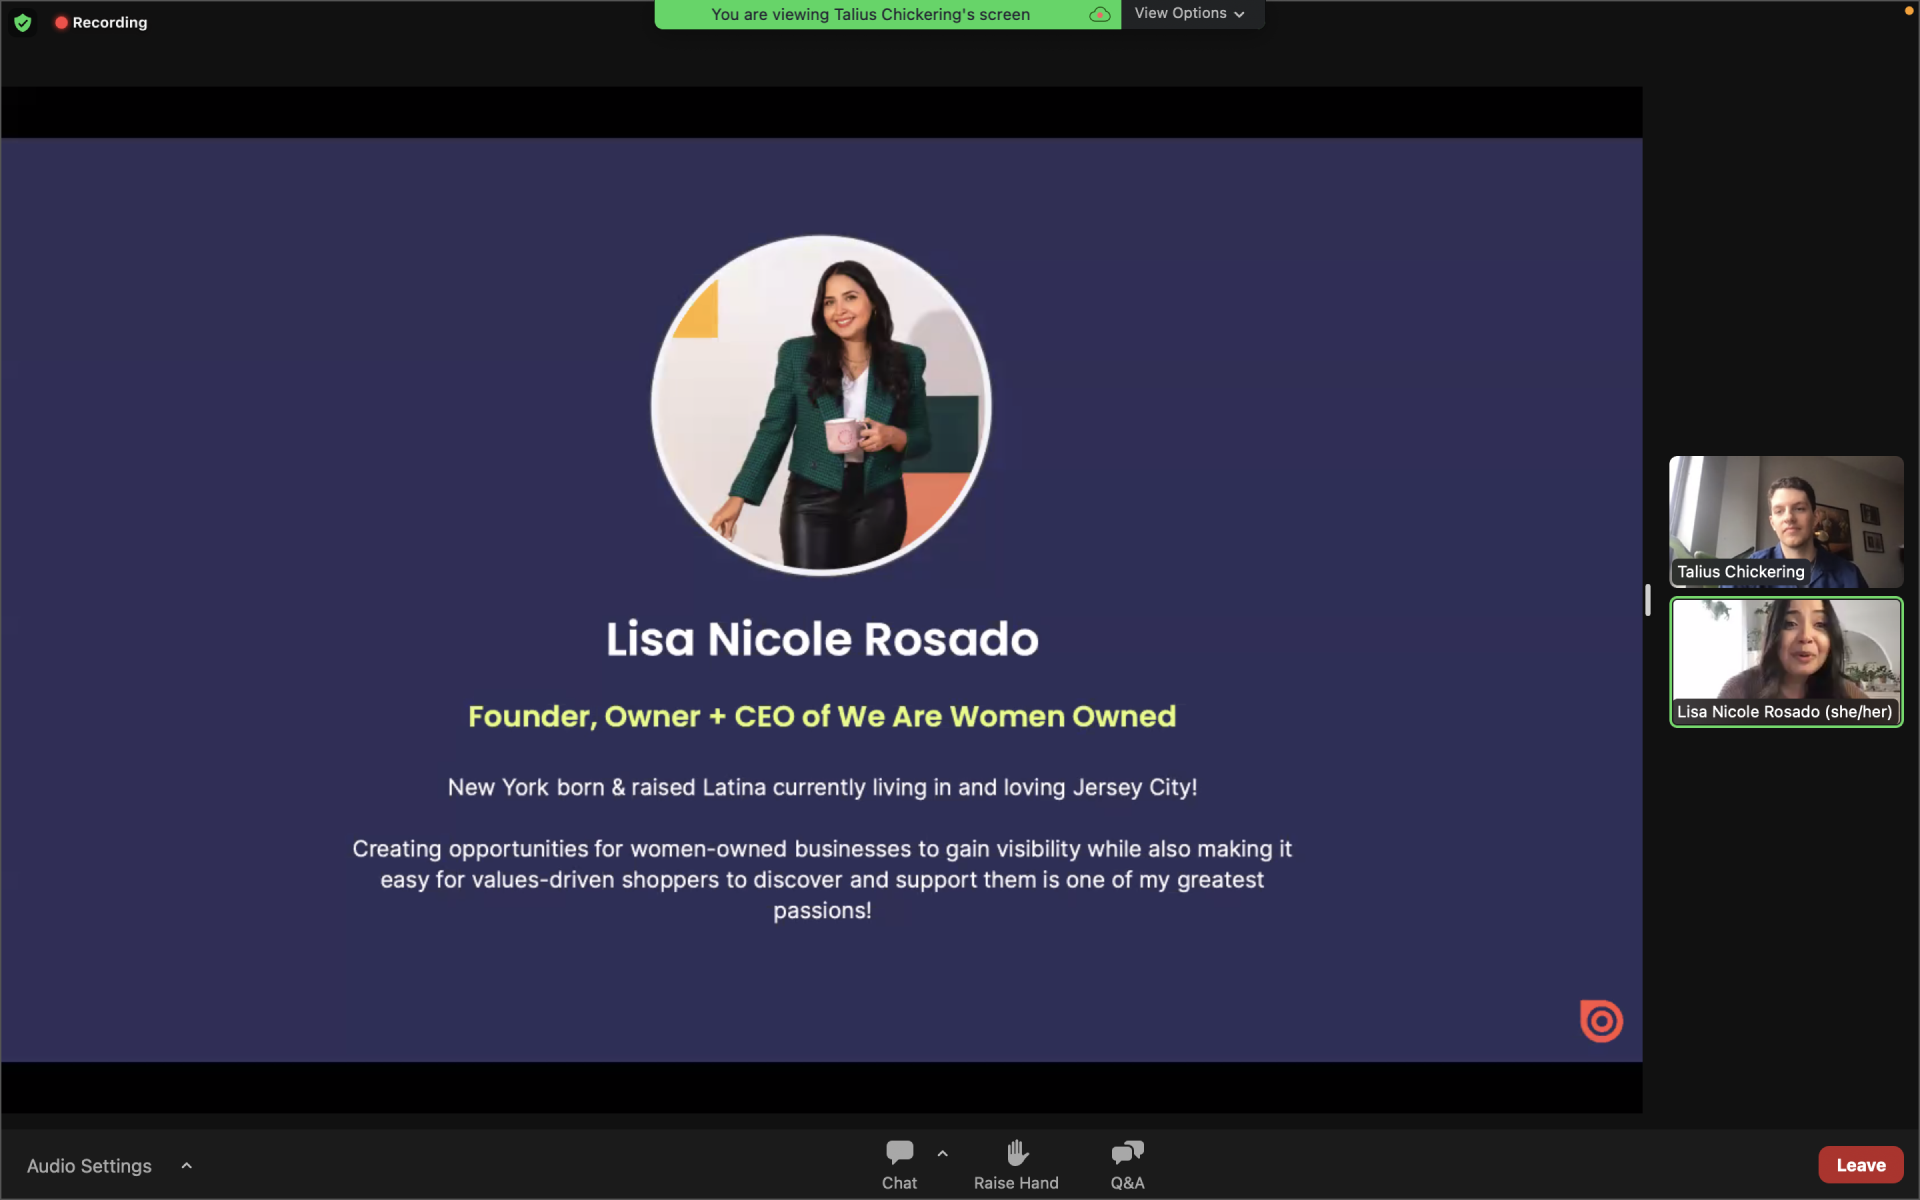 Recording
You are viewing Talius Chickering's screen
View Options
Lisa Nicole Rosado
Founder, Owner + CEO of We Are Women Owned
New York born & raised Latina currently living in and loving Jersey City!
Creating opportunities for women-owned businesses to gain visibility while also making it
easy for values-driven shoppers to discover and support them is one of my greatest
passions!
Talius Chickering
Lisa Nicole Rosado (she/her)
Audio Settings
Chat
Raise Hand
Q&A
Leave